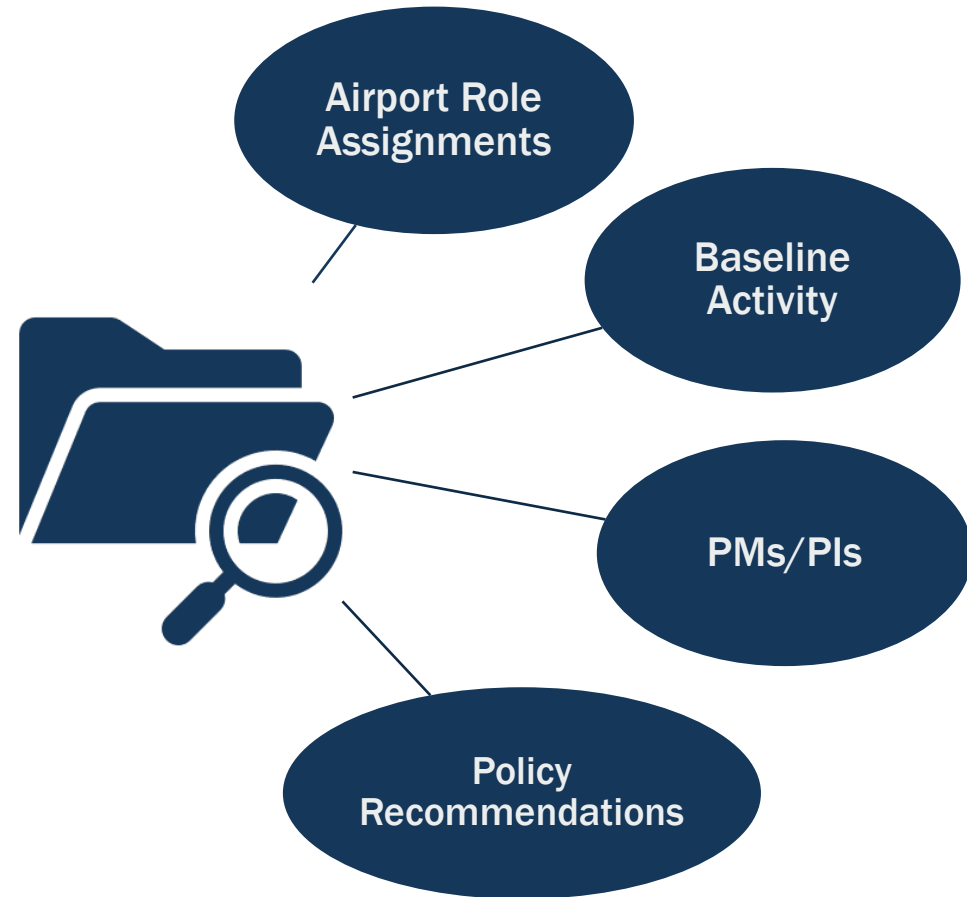 Airport Role
Assignments
Baseline
Activity
PMs/PIs
Policy
Recommendations